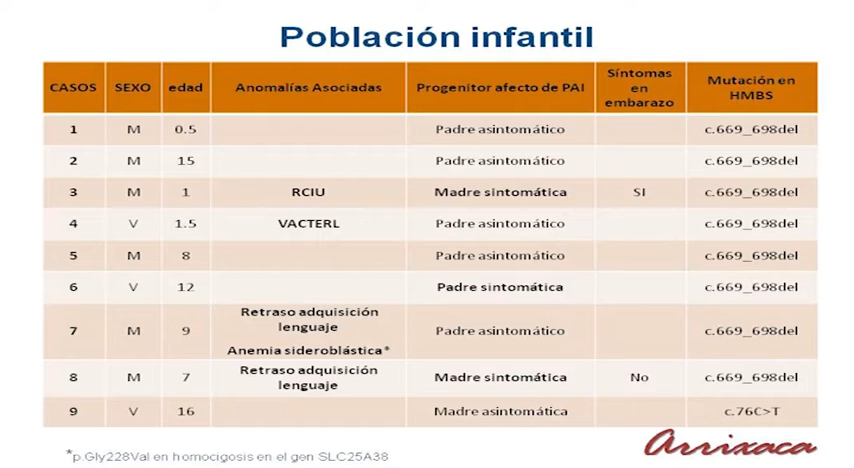 Población infantil
CASOS SEXO edad Anomalías Asociadas Progenitor afecto de PAI Síntomas en embarazo Mutación en HMBS
1 M 0.5 Padre asintomático c.669_698del
2 M 15 Padre asintomático c.669_698del
3 M 1 RCIU Madre sintomática SI c.669_698del
4 V 1.5 VACTERL Padre asintomático c.669_698del
5 M 8 Padre asintomático c.669_698del
6 V 12 Padre sintomática c.669_698del
7 M 9 Retraso adquisición lenguaje Anemia sideroblástica* Padre asintomático c.669_698del
8 M 7 Retraso adquisición lenguaje Madre sintomática No c.669_698del
9 V 16 Madre asintomática c.76C>T
*p.Gly228Val en homocigosis en el gen SLC25A38
Arrixaca